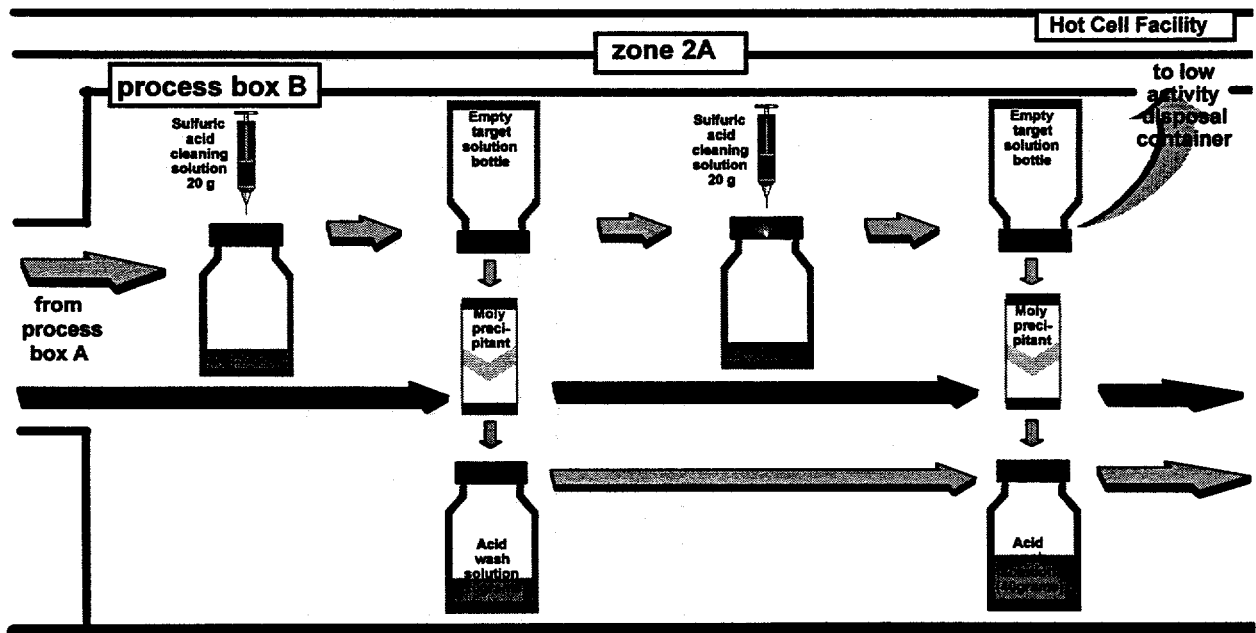 Hot Cell Facility
zone 2A
process box B
to low
activity
disposal
container
Sulfuric
acid
cleaning
solution
20 g
Empty
target
solution
bottle
Sulfuric
acid
cleaning
solution
20 g
Empty
target
solution
bottle
from
process
box A
Moly
preci-
pitant
Moly
preci-
pitant
Acid
wash
solution
Acid